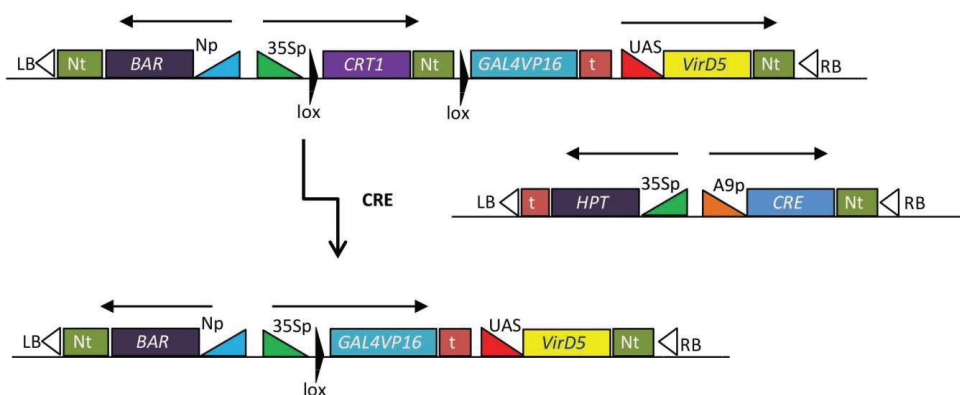 LB Nt BAR Np 35Sp lox CRT1 Nt lox GAL4VP16 t UAS VirD5 Nt RB
CRE
LB t HPT 35Sp A9p CRE Nt RB
LB Nt BAR Np 35Sp lox GAL4VP16 t UAS VirD5 Nt RB